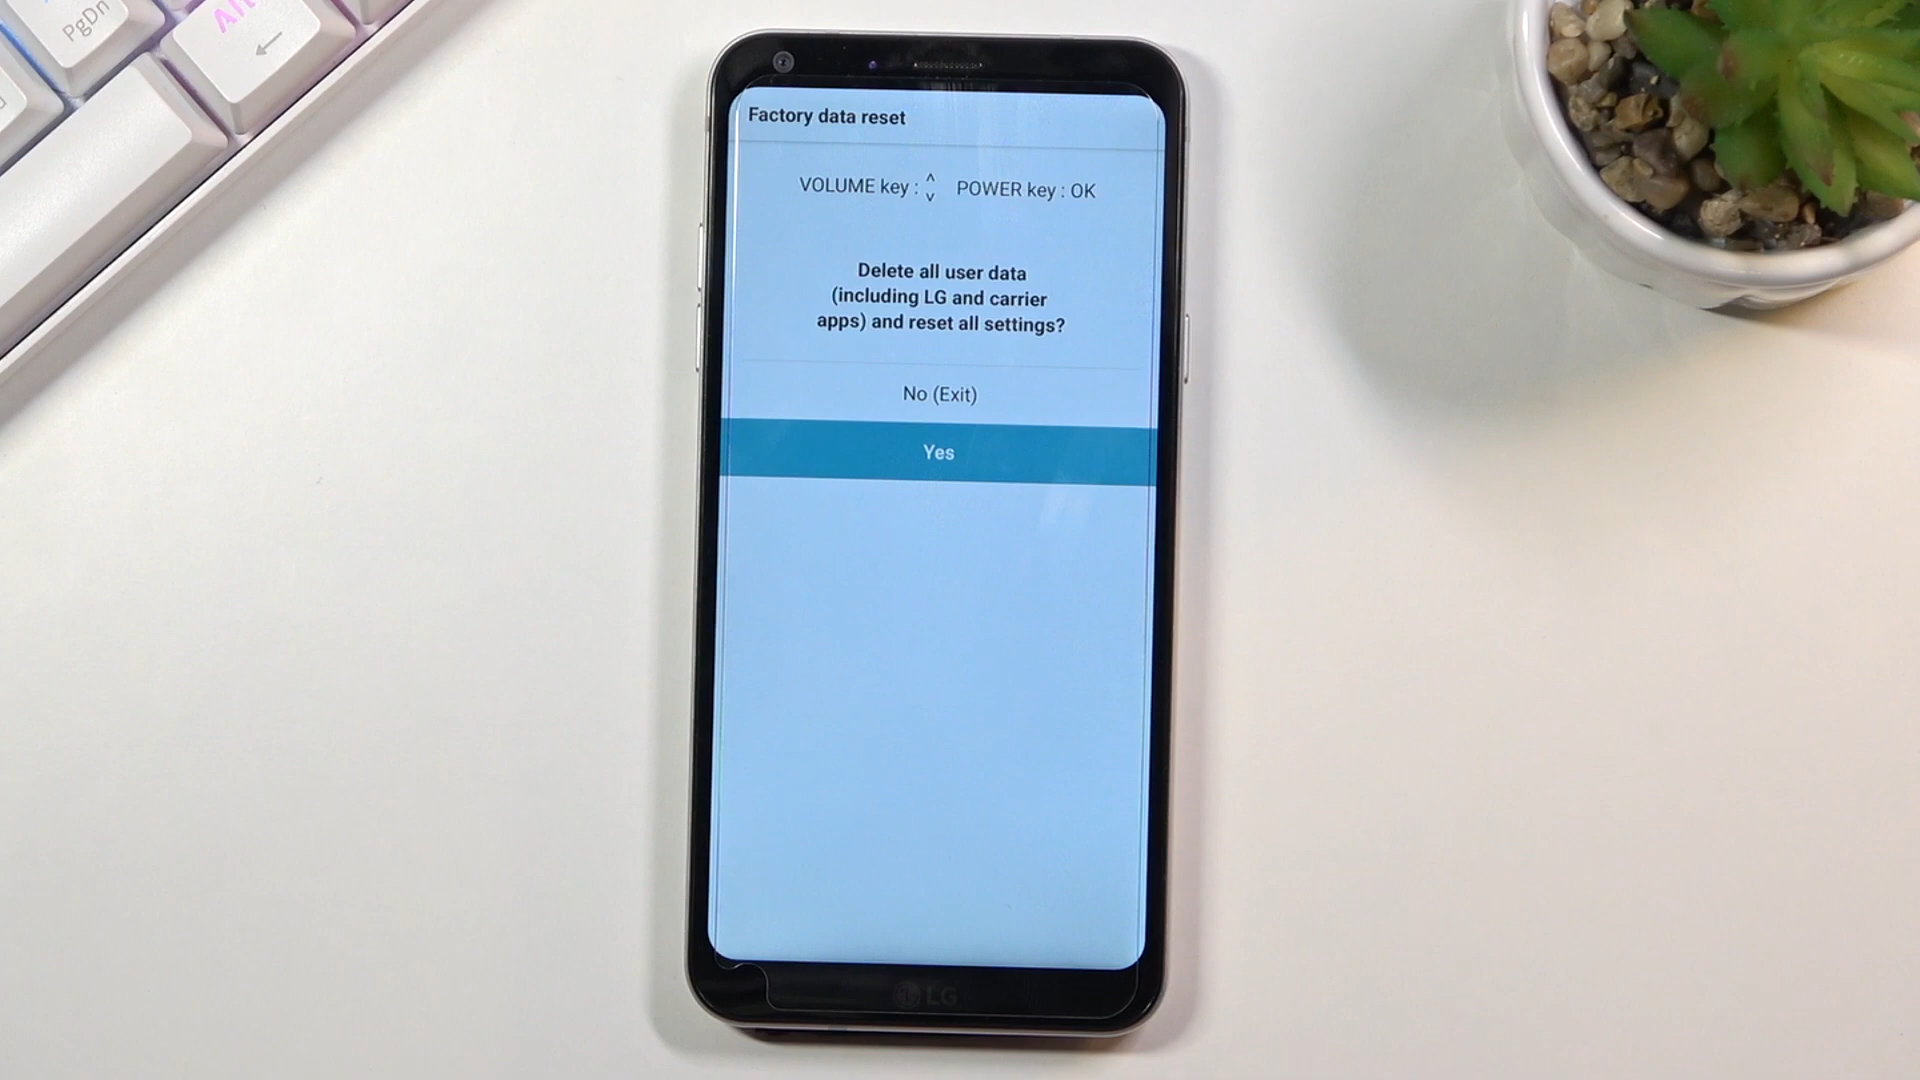 PgDn
Alt
Factory data reset
VOLUME key : POWER key : OK
Delete all user data
(including LG and carrier
apps) and reset all settings?
No (Exit)
Yes
LG